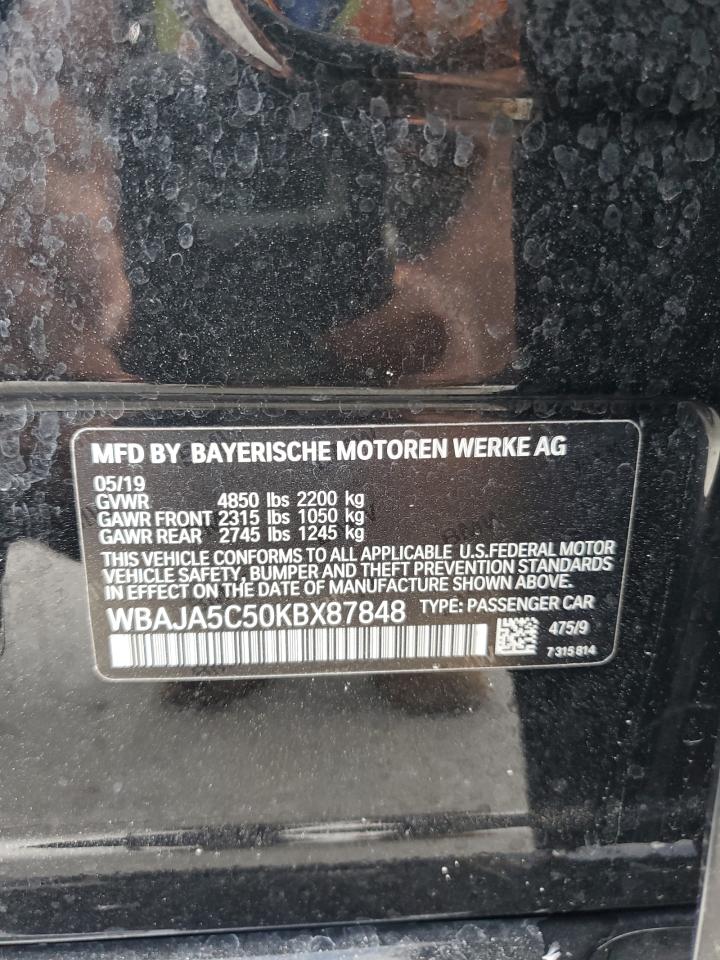 MFD BY BAYERISCHE MOTOREN WERKE AG
05/19
GVWR 4850 lbs 2200 kg
GAWR FRONT 2315 lbs 1050 kg
GAWR REAR 2745 lbs 1245 kg
THIS VEHICLE CONFORMS TO ALL APPLICABLE U.S.FEDERAL MOTOR
VEHICLE SAFETY, BUMPER AND THEFT PREVENTION STANDARDS
IN EFFECT ON THE DATE OF MANUFACTURE SHOWN ABOVE.
WBAJA5C50KBX87848 TYPE: PASSENGER CAR
475/9
7 315 814